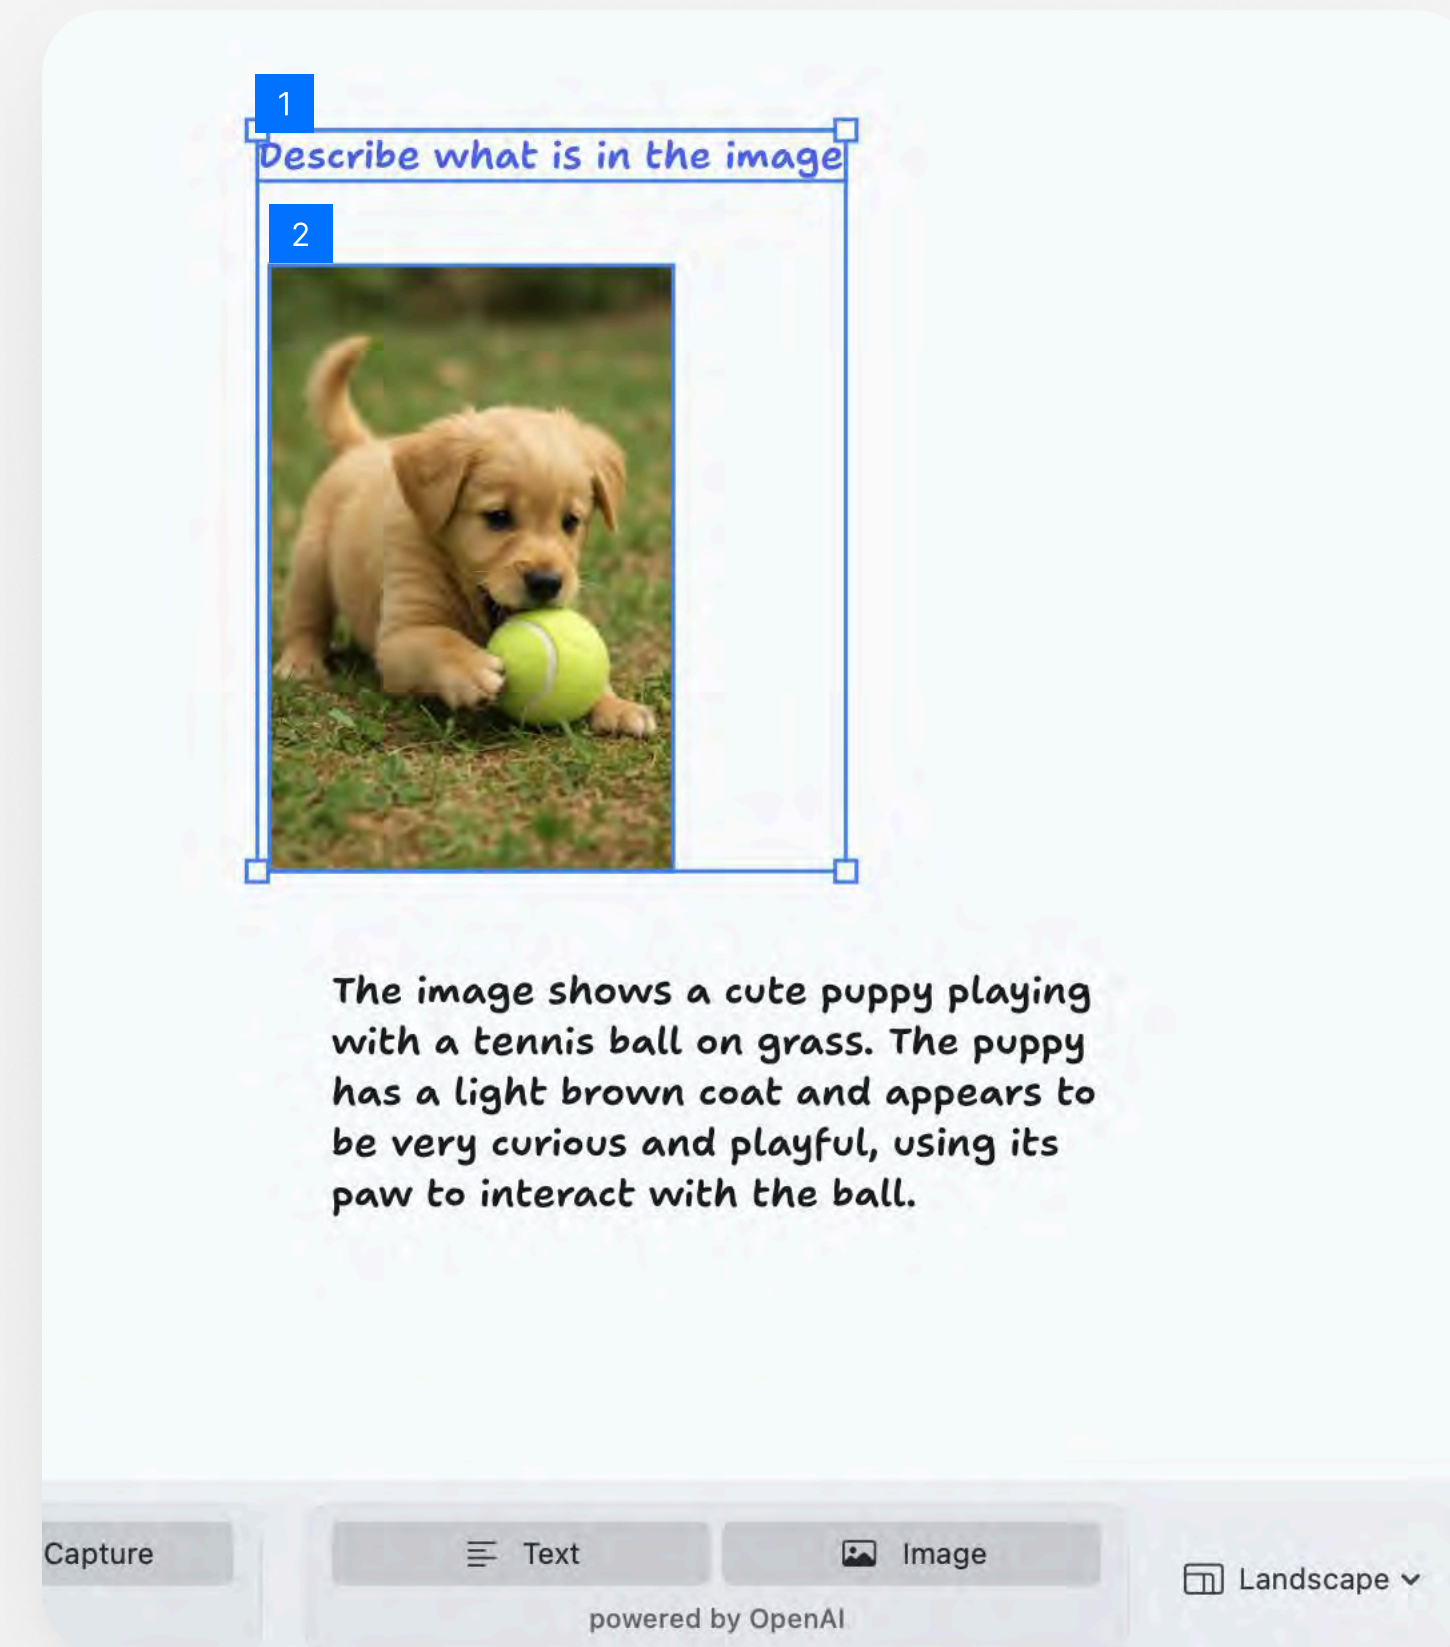 1
Describe what is in the image
2
The image shows a cute puppy playing
with a tennis ball on grass. The puppy
has a light brown coat and appears to
be very curious and playful, using its
paw to interact with the ball.
Capture
Text
Image
Landscape
powered by OpenAI